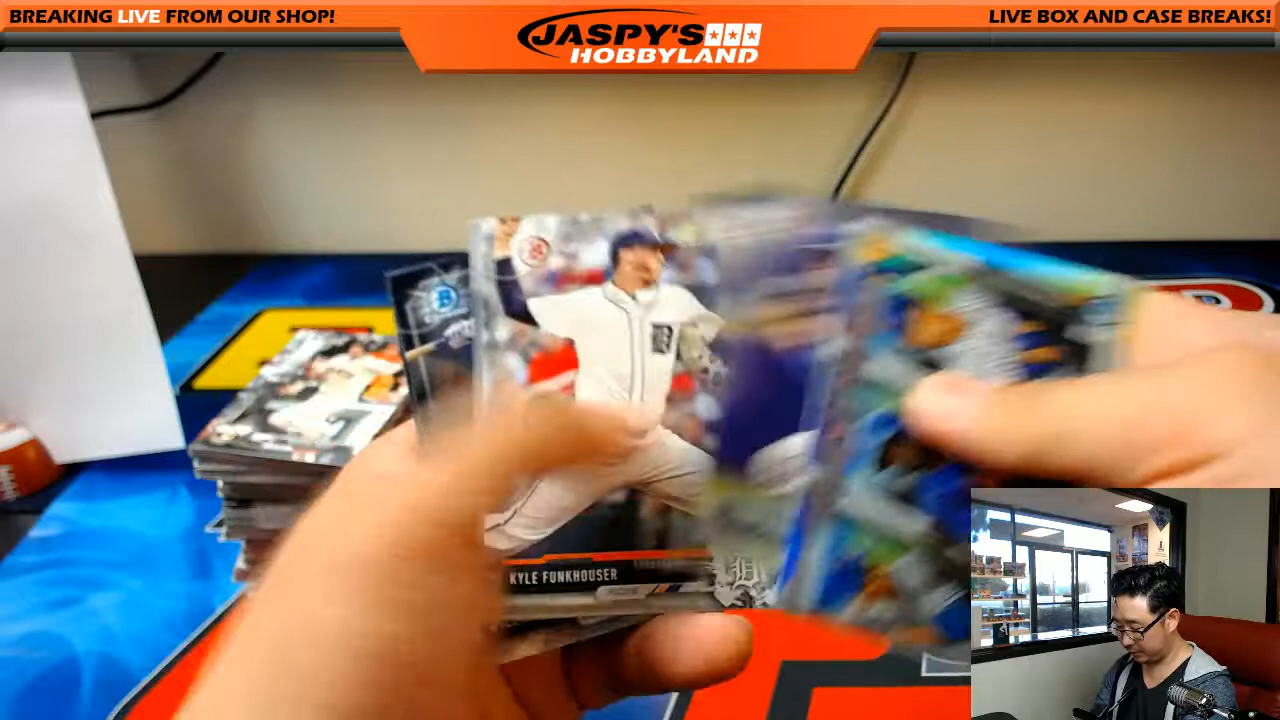 BREAKING LIVE FROM OUR SHOP!
JASPY'S
HOBBYLAND
LIVE BOX AND CASE BREAKS!
B
D
KYLE FUNKHOUSER
D